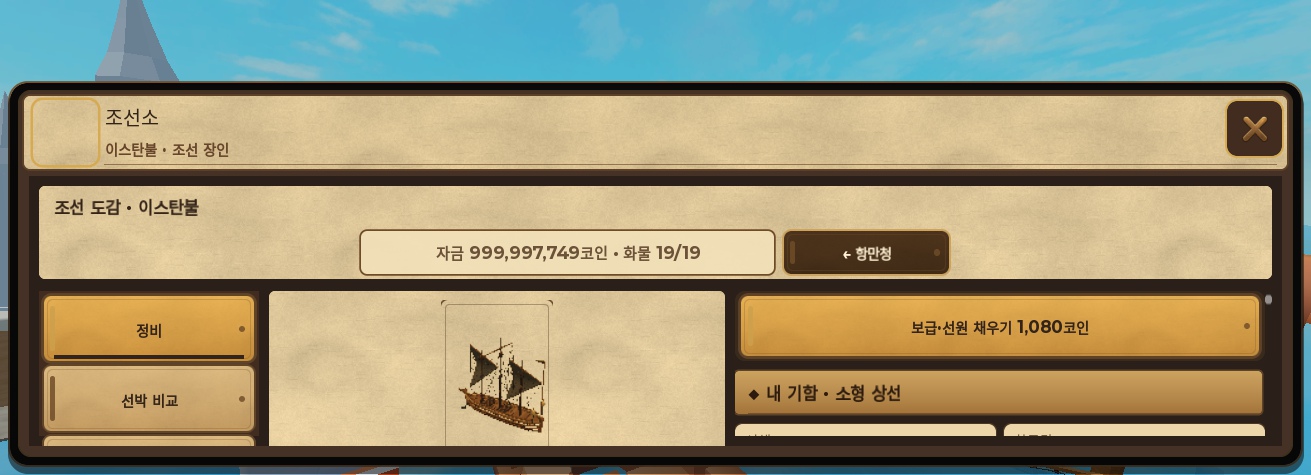 조선소
이스탄불 • 조선 장인
조선 도감 • 이스탄불
자금 999,997,749코인 • 화물 19/19
← 항만청
정비
선박 비교
보급•선원 채우기 1,080코인
◆ 내 기함 • 소형 상선